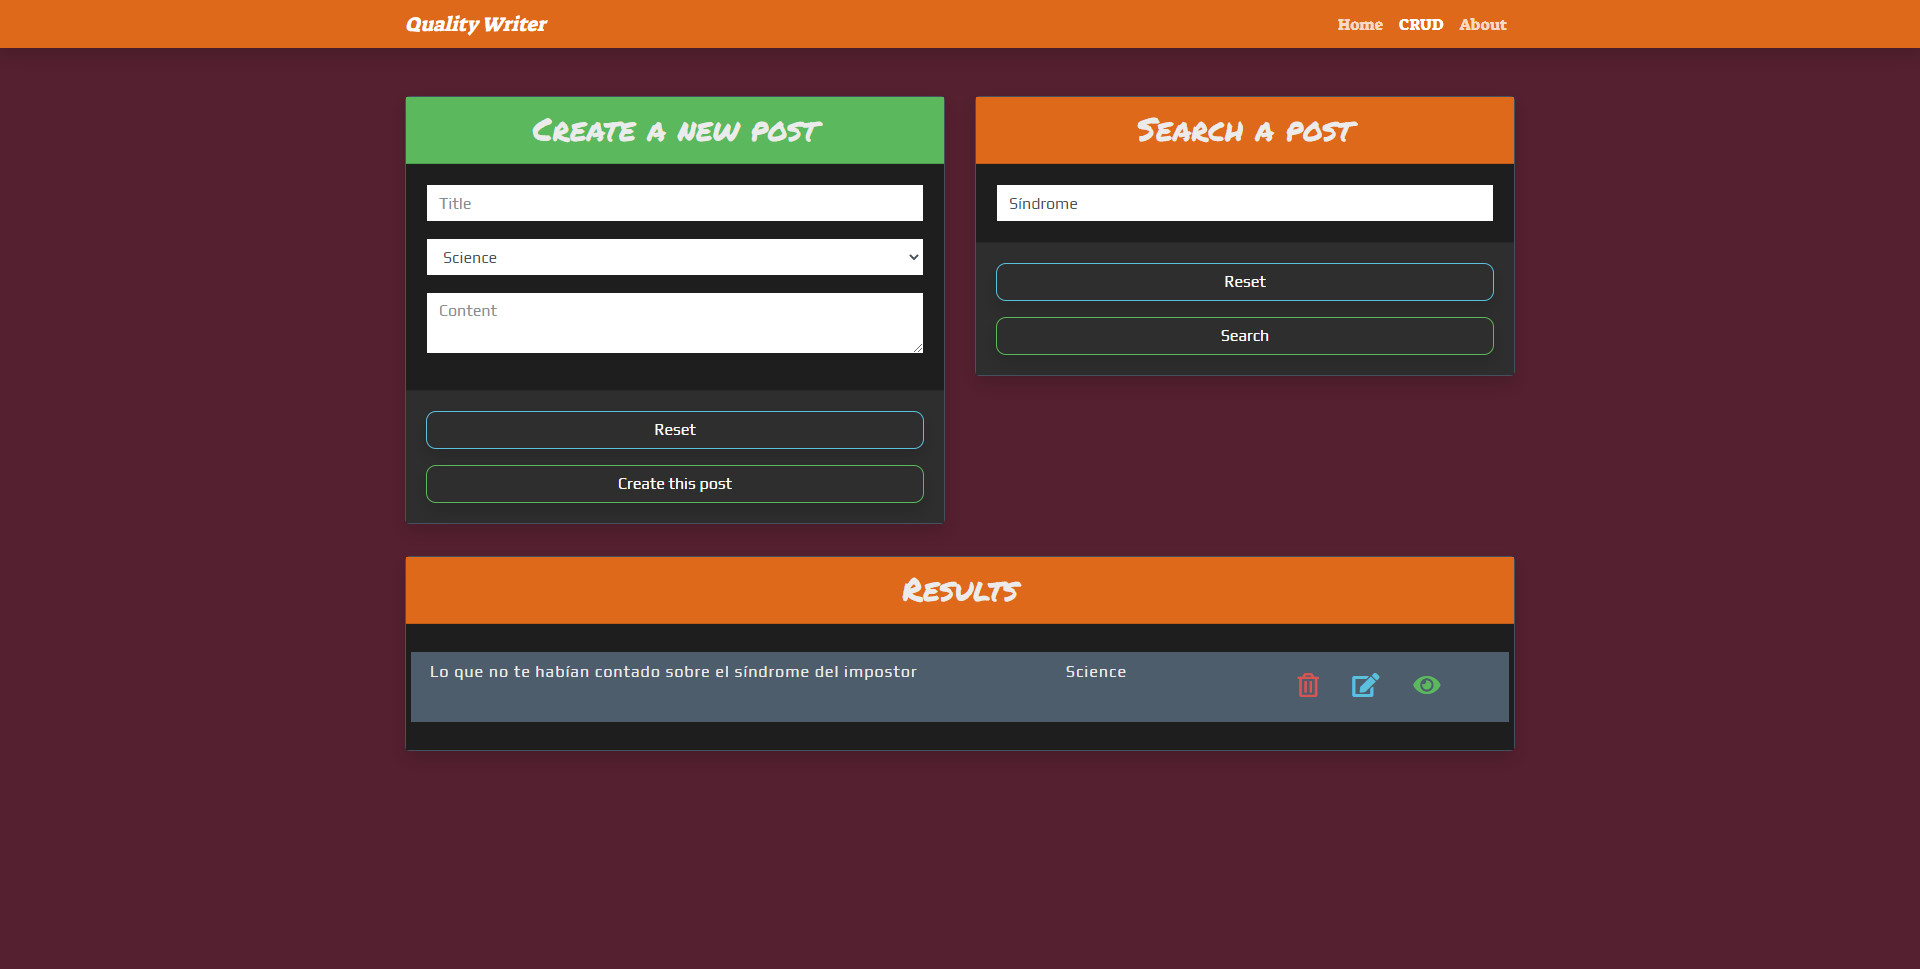 Quality Writer
Home CRUD About
Create a new post
Title
Science
Content
Reset
Create this post
Search a post
Síndrome
Reset
Search
Results
Lo que no te habían contado sobre el síndrome del impostor Science